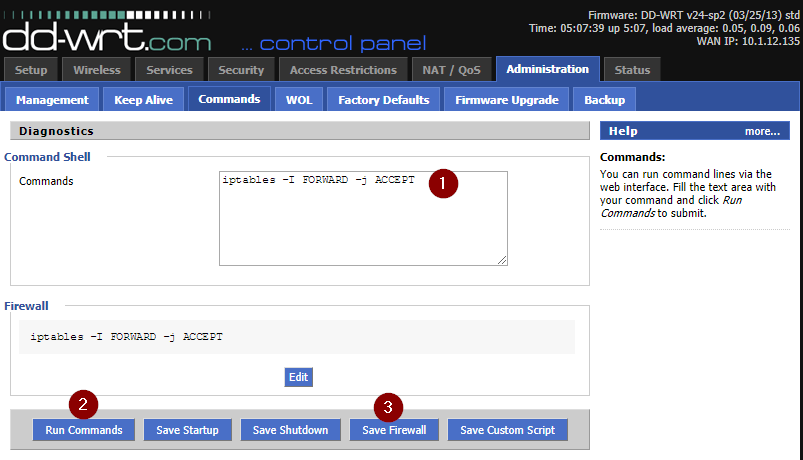 Firmware: DD-WRT v24-sp2 (03/25/13) std
Time: 05:07:39 up 5:07, load average: 0.05, 0.09, 0.06
WAN IP: 10.1.12.135
dd-wrt.com ... control panel
Setup Wireless Services Security Access Restrictions NAT / QoS Administration Status
Management Keep Alive Commands WOL Factory Defaults Firmware Upgrade Backup
Diagnostics
Command Shell
Commands
iptables -I FORWARD -j ACCEPT
1
Firewall
iptables -I FORWARD -j ACCEPT
Edit
2
3
Run Commands Save Startup Save Shutdown Save Firewall Save Custom Script
Help more...
Commands:
You can run command lines via the
web interface. Fill the text area with
your command and click Run
Commands to submit.